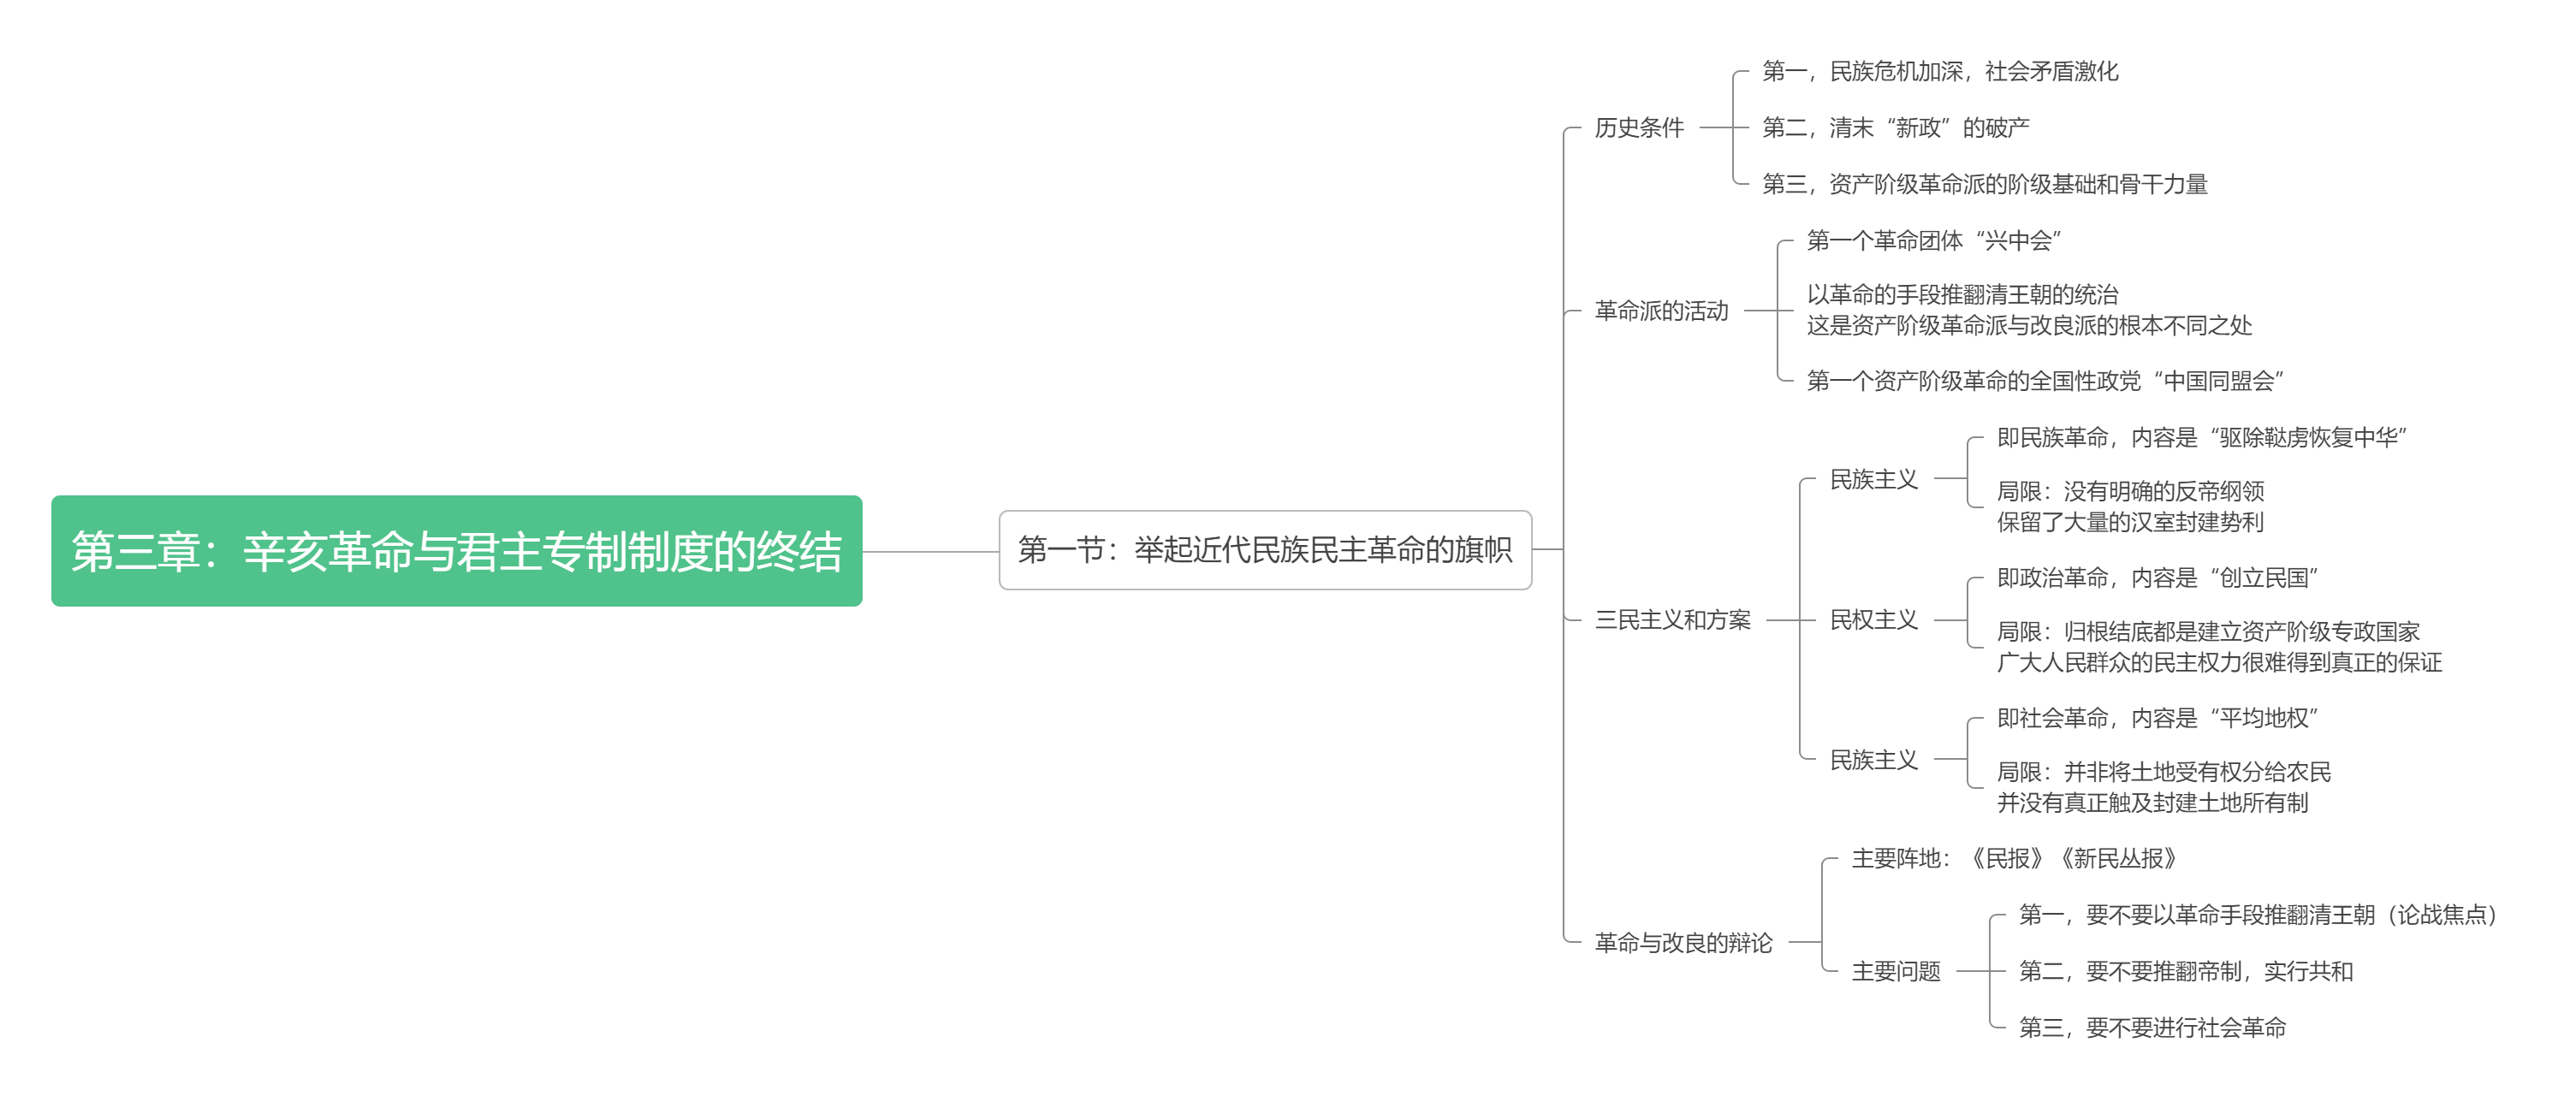 第三章：辛亥革命与君主专制制度的终结
第一节：举起近代民族民主革命的旗帜
历史条件
第一，民族危机加深，社会矛盾激化
第二，清末“新政”的破产
第三，资产阶级革命派的阶级基础和骨干力量
革命派的活动
第一个革命团体“兴中会”
以革命的手段推翻清王朝的统治
这是资产阶级革命派与改良派的根本不同之处
第一个资产阶级革命的全国性政党“中国同盟会”
三民主义和方案
民族主义
即民族革命，内容是“驱除鞑虏恢复中华”
局限：没有明确的反帝纲领
保留了大量的汉室封建势利
民权主义
即政治革命，内容是“创立民国”
局限：归根结底都是建立资产阶级专政国家
广大人民群众的民主权力很难得到真正的保证
民族主义
即社会革命，内容是“平均地权”
局限：并非将土地受有权分给农民
并没有真正触及封建土地所有制
革命与改良的辩论
主要阵地：《民报》《新民丛报》
主要问题
第一，要不要以革命手段推翻清王朝（论战焦点）
第二，要不要推翻帝制，实行共和
第三，要不要进行社会革命